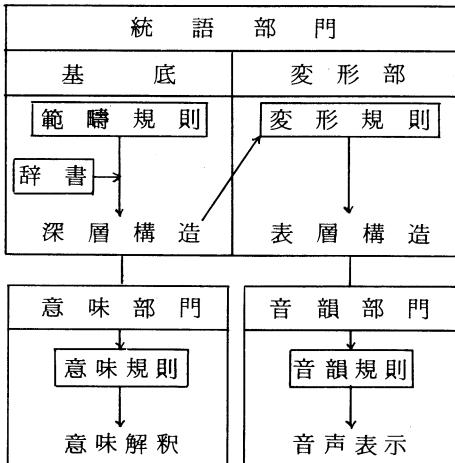 統語部門
基底 変形部
範疇規則 変形規則
辞書
深層構造 表層構造
意味部門 音韻部門
意味規則 音韻規則
意味解釈 音声表示